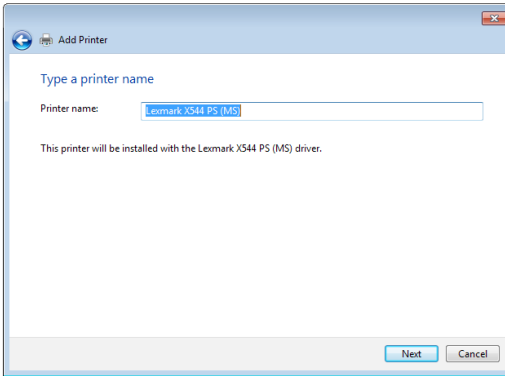 Add Printer
Type a printer name
Printer name: Lexmark X544 PS (MS)
This printer will be installed with the Lexmark X544 PS (MS) driver.
Next Cancel